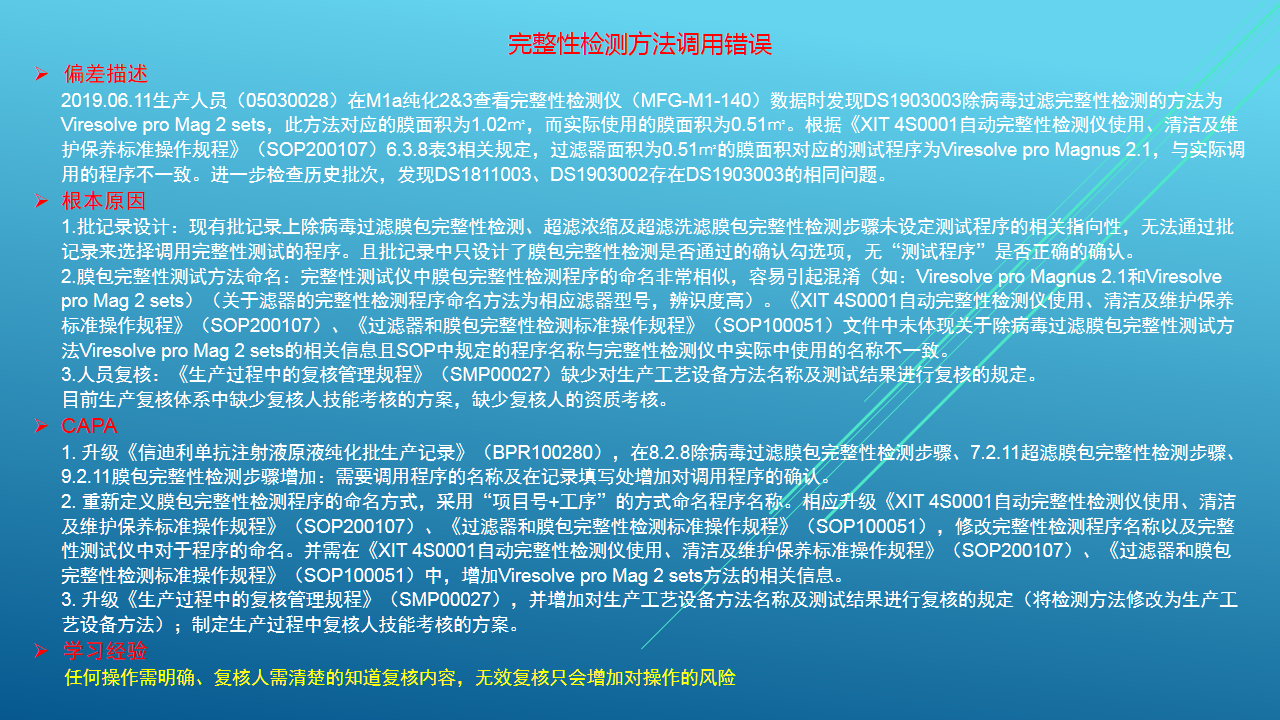 完整性检测方法调用错误
➢ 偏差描述
2019.06.11生产人员（05030028）在M1a纯化2&3查看完整性检测仪（MFG-M1-140）数据时发现DS1903003除病毒过滤完整性检测的方法为
Viresolve pro Mag 2 sets，此方法对应的膜面积为1.02㎡，而实际使用的膜面积为0.51㎡。根据《XIT 4S0001自动完整性检测仪使用、清洁及维
护保养标准操作规程》（SOP200107）6.3.8表3相关规定，过滤器面积为0.51㎡的膜面积对应的测试程序为Viresolve pro Magnus 2.1，与实际调
用的程序不一致。进一步检查历史批次，发现DS1811003、DS1903002存在DS1903003的相同问题。
➢ 根本原因
1.批记录设计：现有批记录上除病毒过滤膜包完整性检测、超滤浓缩及超滤洗滤膜包完整性检测步骤未设定测试程序的相关指向性，无法通过批
记录来选择调用完整性测试的程序。且批记录中只设计了膜包完整性检测是否通过的确认勾选项，无“测试程序”是否正确的确认。
2.膜包完整性测试方法命名：完整性测试仪中膜包完整性检测程序的命名非常相似，容易引起混淆（如：Viresolve pro Magnus 2.1和Viresolve
pro Mag 2 sets）（关于滤器的完整性检测程序命名方法为相应滤器型号，辨识度高）。《XIT 4S0001自动完整性检测仪使用、清洁及维护保养
标准操作规程》（SOP200107）、《过滤器和膜包完整性检测标准操作规程》（SOP100051）文件中未体现关于除病毒过滤膜包完整性测试方
法Viresolve pro Mag 2 sets的相关信息且SOP中规定的程序名称与完整性检测仪中实际中使用的名称不一致。
3.人员复核：《生产过程中的复核管理规程》（SMP00027）缺少对生产工艺设备方法名称及测试结果进行复核的规定。
目前生产复核体系中缺少复核人技能考核的方案，缺少复核人的资质考核。
➢ CAPA
1. 升级《信迪利单抗注射液原液纯化批生产记录》（BPR100280），在8.2.8除病毒过滤膜包完整性检测步骤、7.2.11超滤膜包完整性检测步骤、
9.2.11膜包完整性检测步骤增加：需要调用程序的名称及在记录填写处增加对调用程序的确认。
2. 重新定义膜包完整性检测程序的命名方式，采用“项目号+工序”的方式命名程序名称。相应升级《XIT 4S0001自动完整性检测仪使用、清洁
及维护保养标准操作规程》（SOP200107）、《过滤器和膜包完整性检测标准操作规程》（SOP100051），修改完整性检测程序名称以及完整
性测试仪中对于程序的命名。并需在《XIT 4S0001自动完整性检测仪使用、清洁及维护保养标准操作规程》（SOP200107）、《过滤器和膜包
完整性检测标准操作规程》（SOP100051）中，增加Viresolve pro Mag 2 sets方法的相关信息。
3. 升级《生产过程中的复核管理规程》（SMP00027），并增加对生产工艺设备方法名称及测试结果进行复核的规定（将检测方法修改为生产工
艺设备方法）；制定生产过程中复核人技能考核的方案。
➢ 学习经验
任何操作需明确、复核人需清楚的知道复核内容，无效复核只会增加对操作的风险